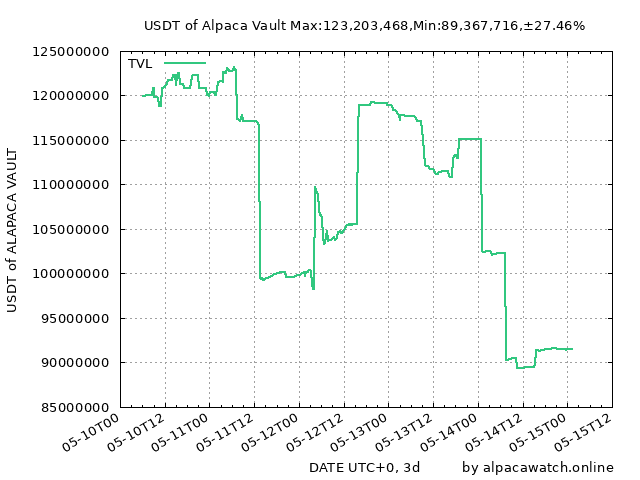 USDT of Alpaca Vault Max:123,203,468,Min:89,367,716,±27.46%
TVL
125000000
120000000
115000000
110000000
105000000
100000000
95000000
90000000
85000000
USDT of ALAPACA VAULT
05-10T00
05-10T12
05-11T00
05-11T12
05-12T00
05-12T12
05-13T00
05-13T12
05-14T00
05-14T12
05-15T00
05-15T12
DATE UTC+0, 3d
by alpacawatch.online